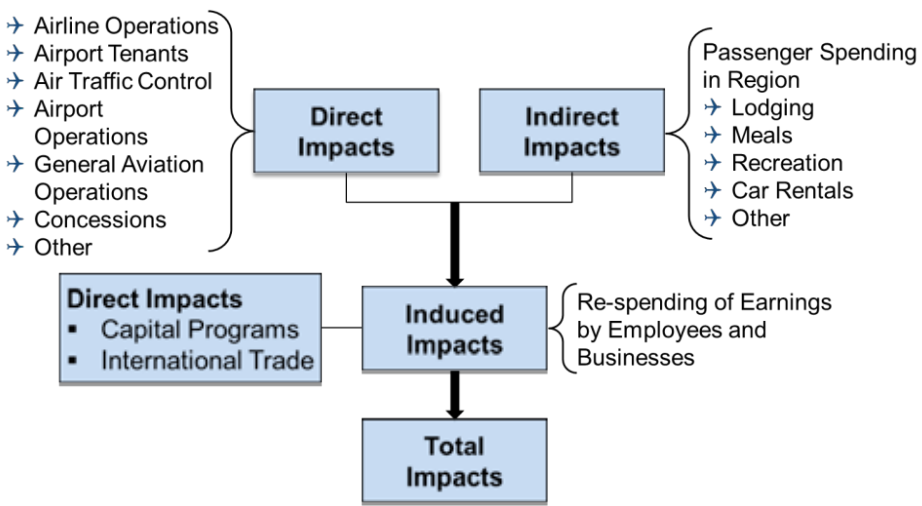 Airline Operations
Airport Tenants
Air Traffic Control
Airport
Operations
General Aviation
Operations
Concessions
Other
Direct
Impacts
Indirect
Impacts
Passenger Spending
in Region
Lodging
Meals
Recreation
Car Rentals
Other
Direct Impacts
Capital Programs
International Trade
Induced
Impacts
Re-spending of Earnings
by Employees and
Businesses
Total
Impacts